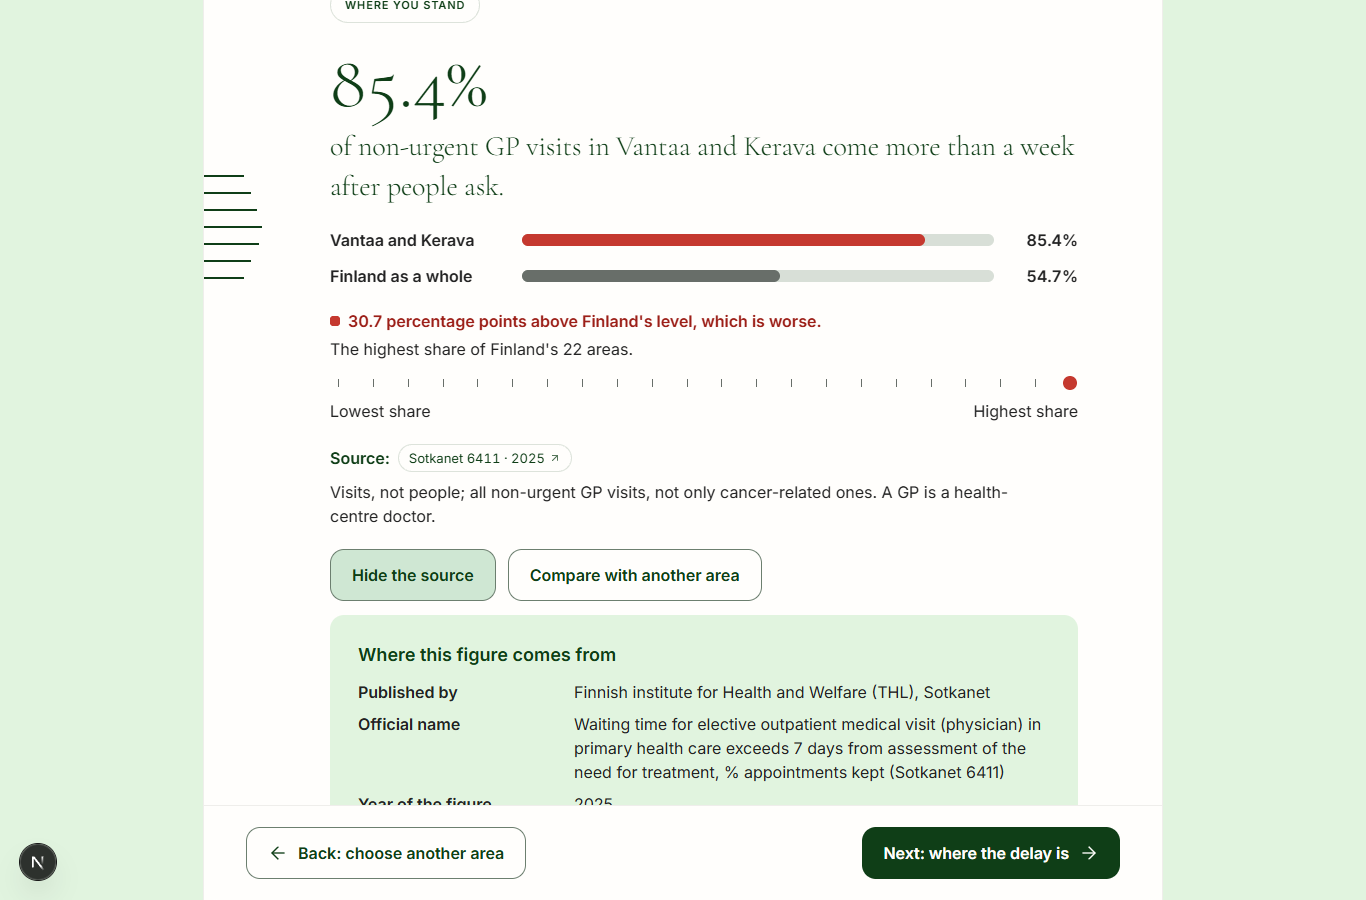 WHERE YOU STAND
85.4%
of non-urgent GP visits in Vantaa and Kerava come more than a week
after people ask.
Vantaa and Kerava 85.4%
Finland as a whole 54.7%
30.7 percentage points above Finland's level, which is worse.
The highest share of Finland's 22 areas.
Lowest share Highest share
Source: Sotkanet 6411 · 2025 ↗
Visits, not people; all non-urgent GP visits, not only cancer-related ones. A GP is a health-
centre doctor.
Hide the source Compare with another area
Where this figure comes from
Published by Finnish institute for Health and Welfare (THL), Sotkanet
Official name Waiting time for elective outpatient medical visit (physician) in
primary health care exceeds 7 days from assessment of the
need for treatment, % appointments kept (Sotkanet 6411)
Year of the figure 2025
← Back: choose another area Next: where the delay is →
N